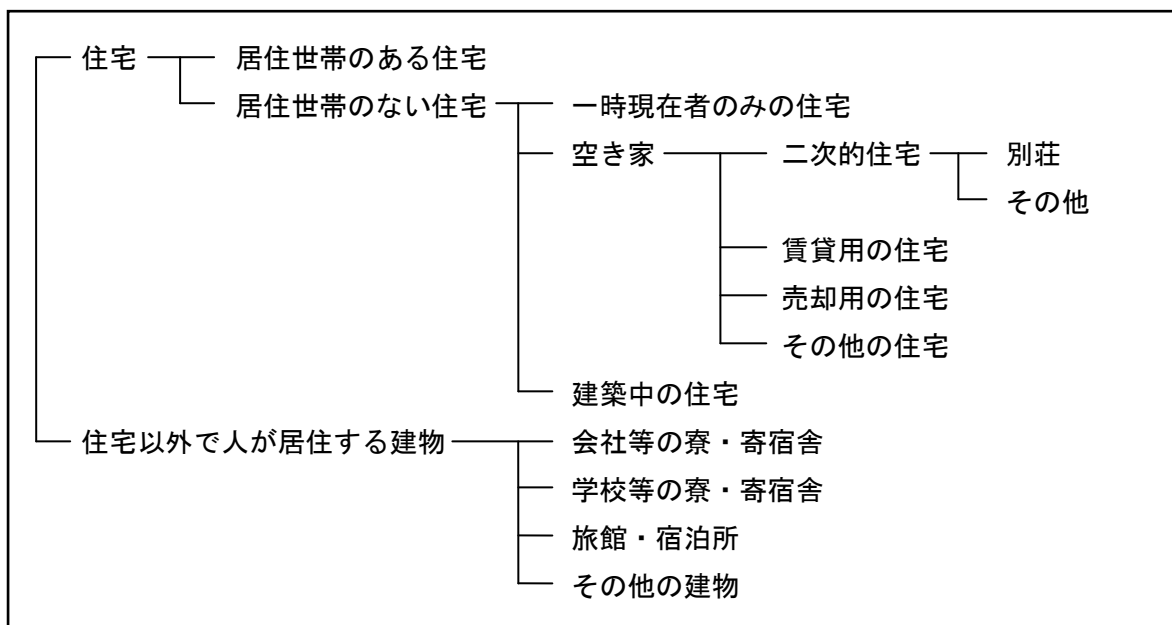 住宅 居住世帯のある住宅
居住世帯のない住宅 一時現在者のみの住宅
空き家 二次的住宅 別荘
その他
賃貸用の住宅
売却用の住宅
その他の住宅
建築中の住宅
住宅以外で人が居住する建物 会社等の寮・寄宿舎
学校等の寮・寄宿舎
旅館・宿泊所
その他の建物